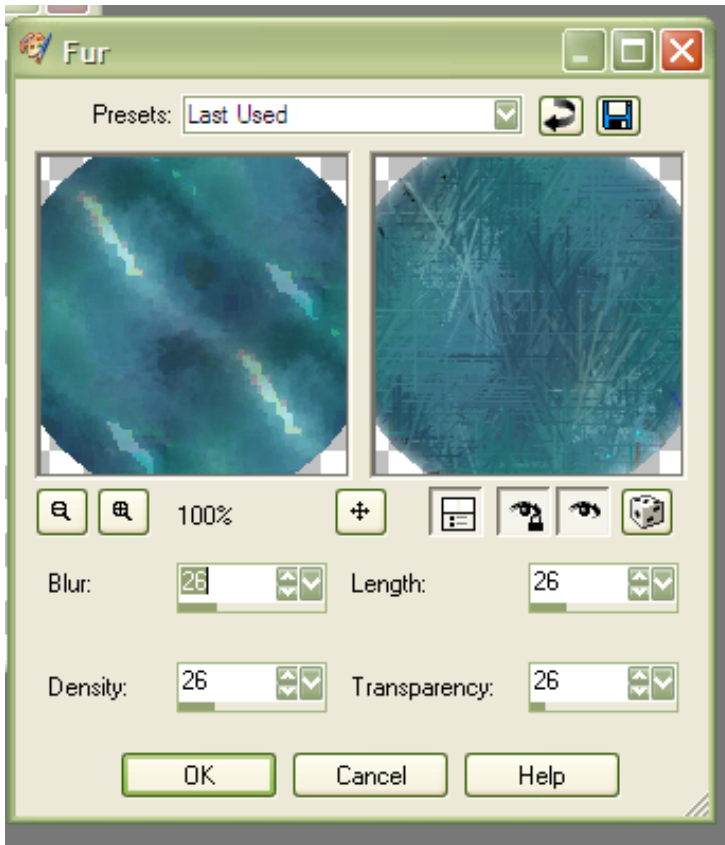 Fur
Presets: Last Used
100%
Blur: 26 Length: 26
Density: 26 Transparency: 26
OK Cancel Help